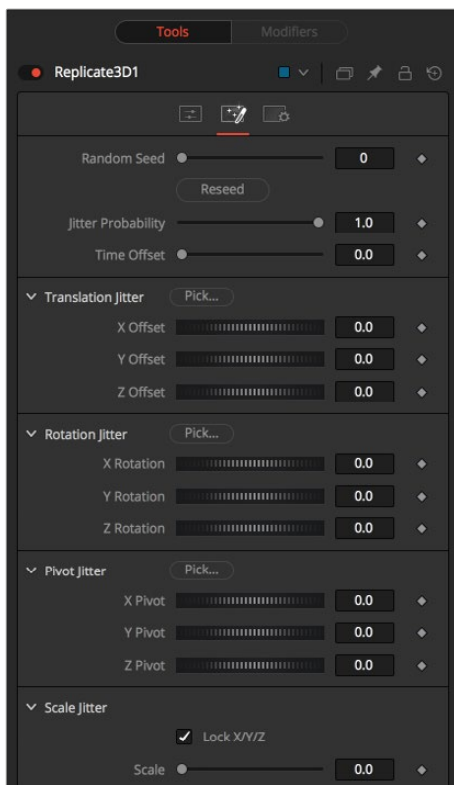 Tools Modifiers
Replicate3D1
Random Seed 0
Reseed
Jitter Probability 1.0
Time Offset 0.0
Translation Jitter Pick...
X Offset 0.0
Y Offset 0.0
Z Offset 0.0
Rotation Jitter Pick...
X Rotation 0.0
Y Rotation 0.0
Z Rotation 0.0
Pivot Jitter Pick...
X Pivot 0.0
Y Pivot 0.0
Z Pivot 0.0
Scale Jitter
Lock X/Y/Z
Scale 0.0